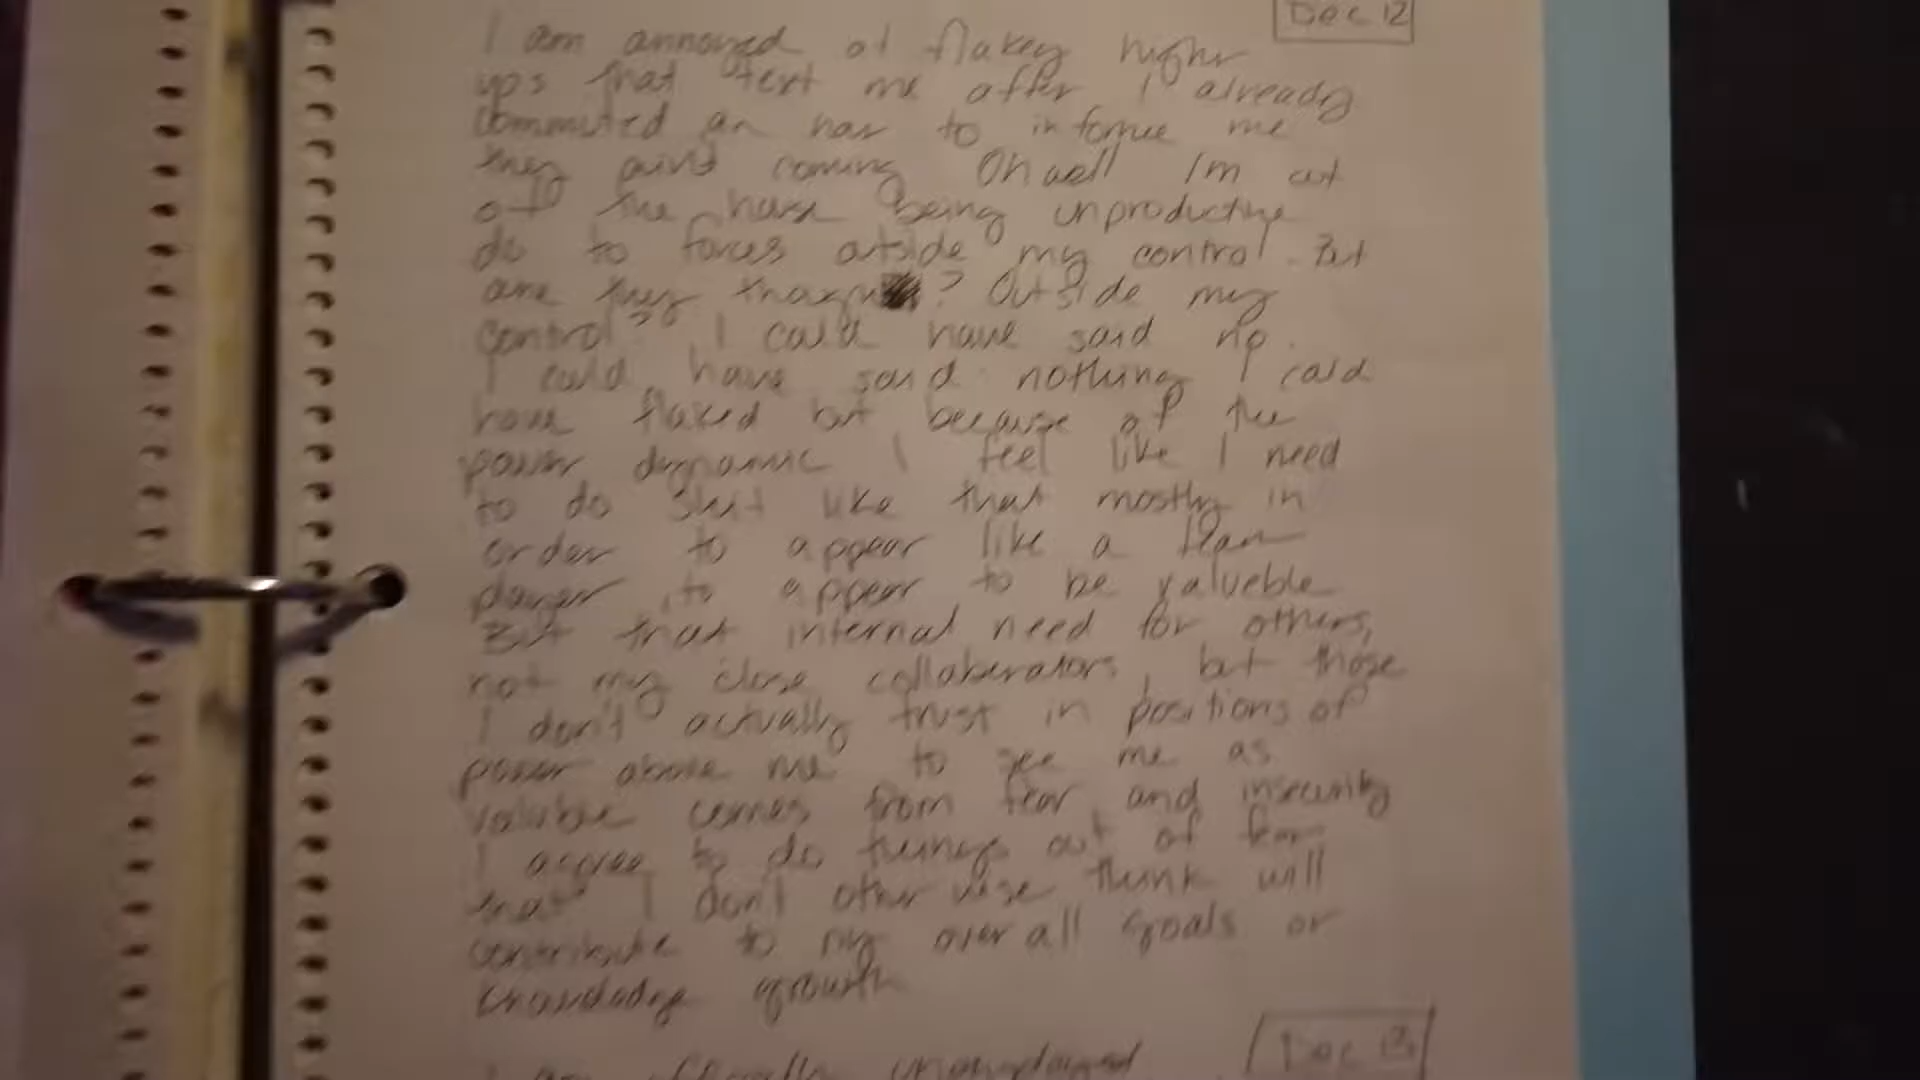 Dec 12
I am annoyed at flakey higher
ups that text me after I already
commuted an hour to inforue me
they aint coming Oh well Im out
of the house being unproductive
do to forces outside my control. But
are they though? Outside my
control? I could have said no.
I could have said nothing I could
have flaked but because of the
power dynamic I feel like I need
to do shit like that mostly in
order to appear like a team
player, to appear to be valueble
But that internal need for others,
not my close collaberators, but those
I don't actually trust in positions of
power above me to see me as
valuble comes from fear and insecurity
I agree to do things out of fear
that I don't other wise think will
contribute to my over all goals or
knowledge growth
Dec 13
I am officially unemployed